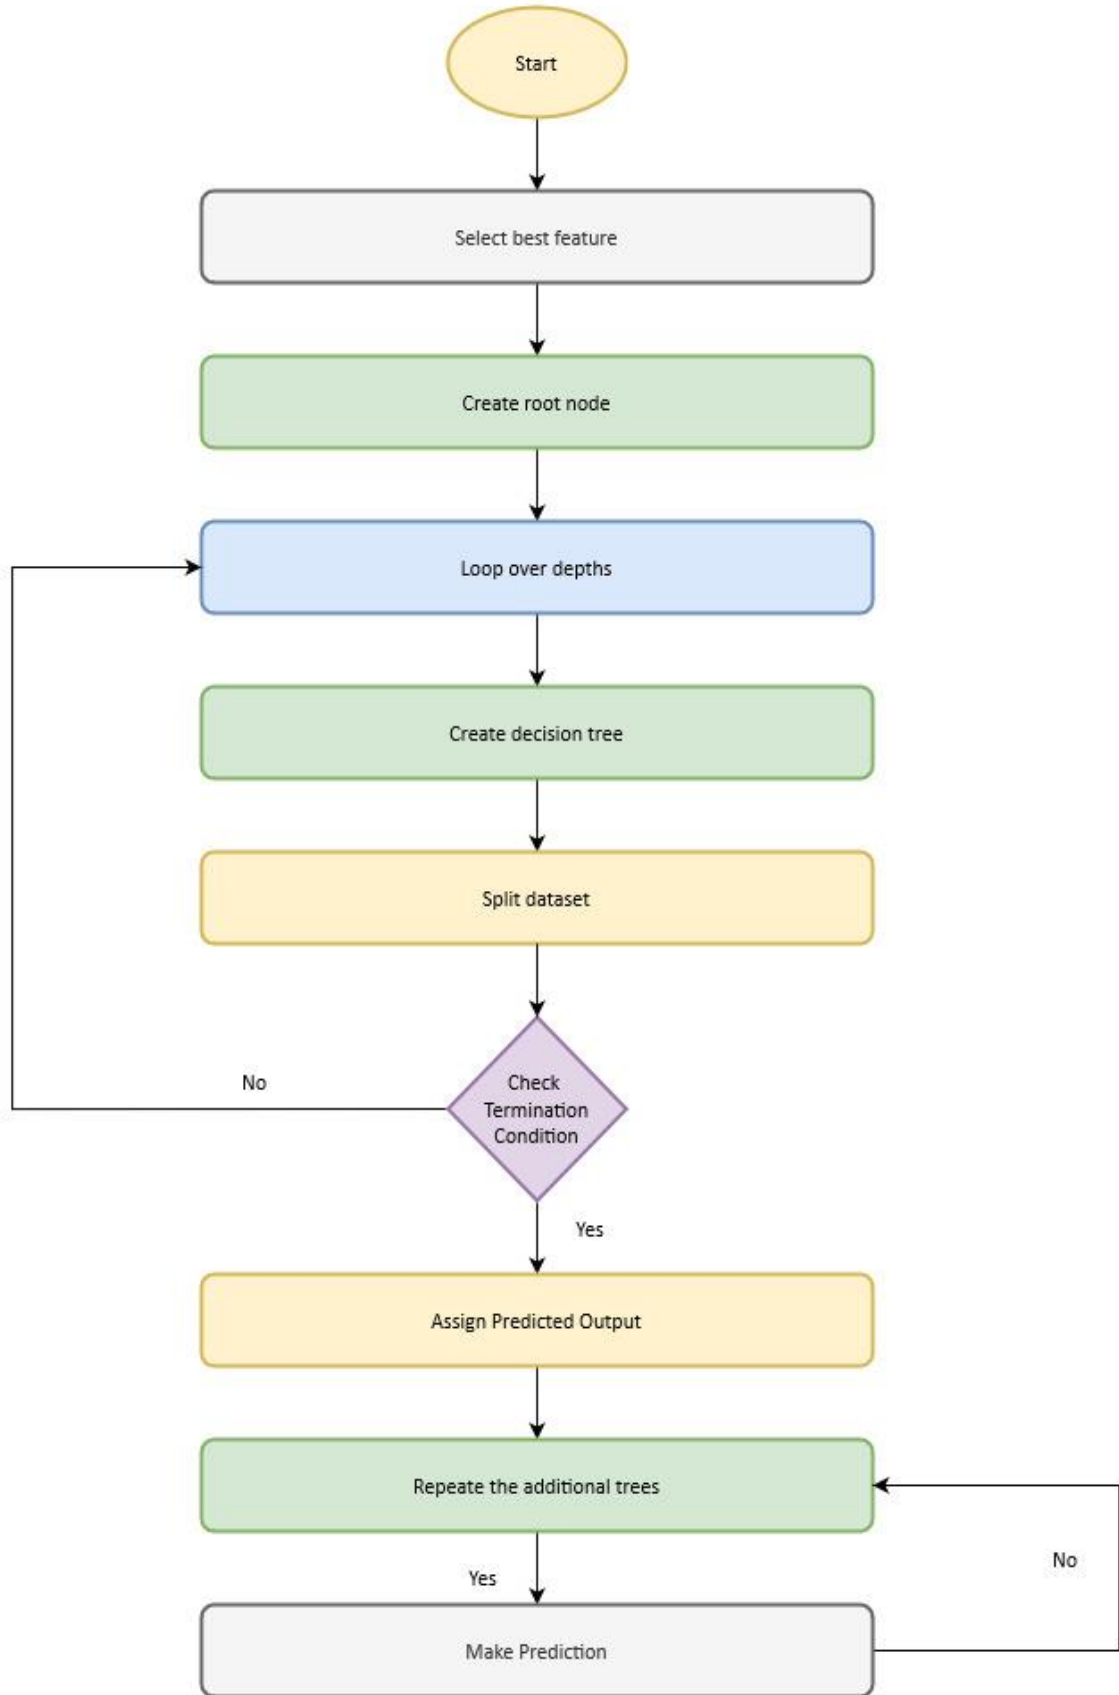 Start
Select best feature
Create root node
Loop over depths
Create decision tree
Split dataset
No
Check
Termination
Condition
Yes
Assign Predicted Output
Repeate the additional trees
No
Yes
Make Prediction